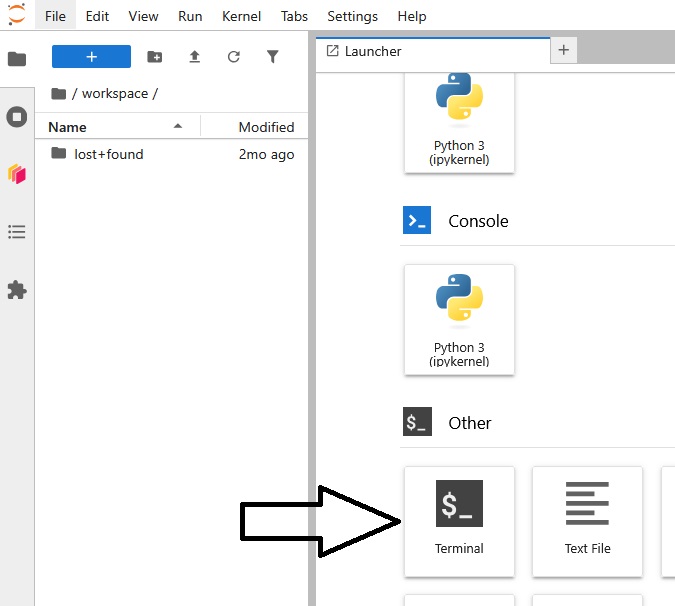 File Edit View Run Kernel Tabs Settings Help
+
Launcher
+
/ workspace /
Name Modified
lost+found 2mo ago
Python 3
(ipykernel)
>_ Console
Python 3
(ipykernel)
$_ Other
$_
Terminal
Text File